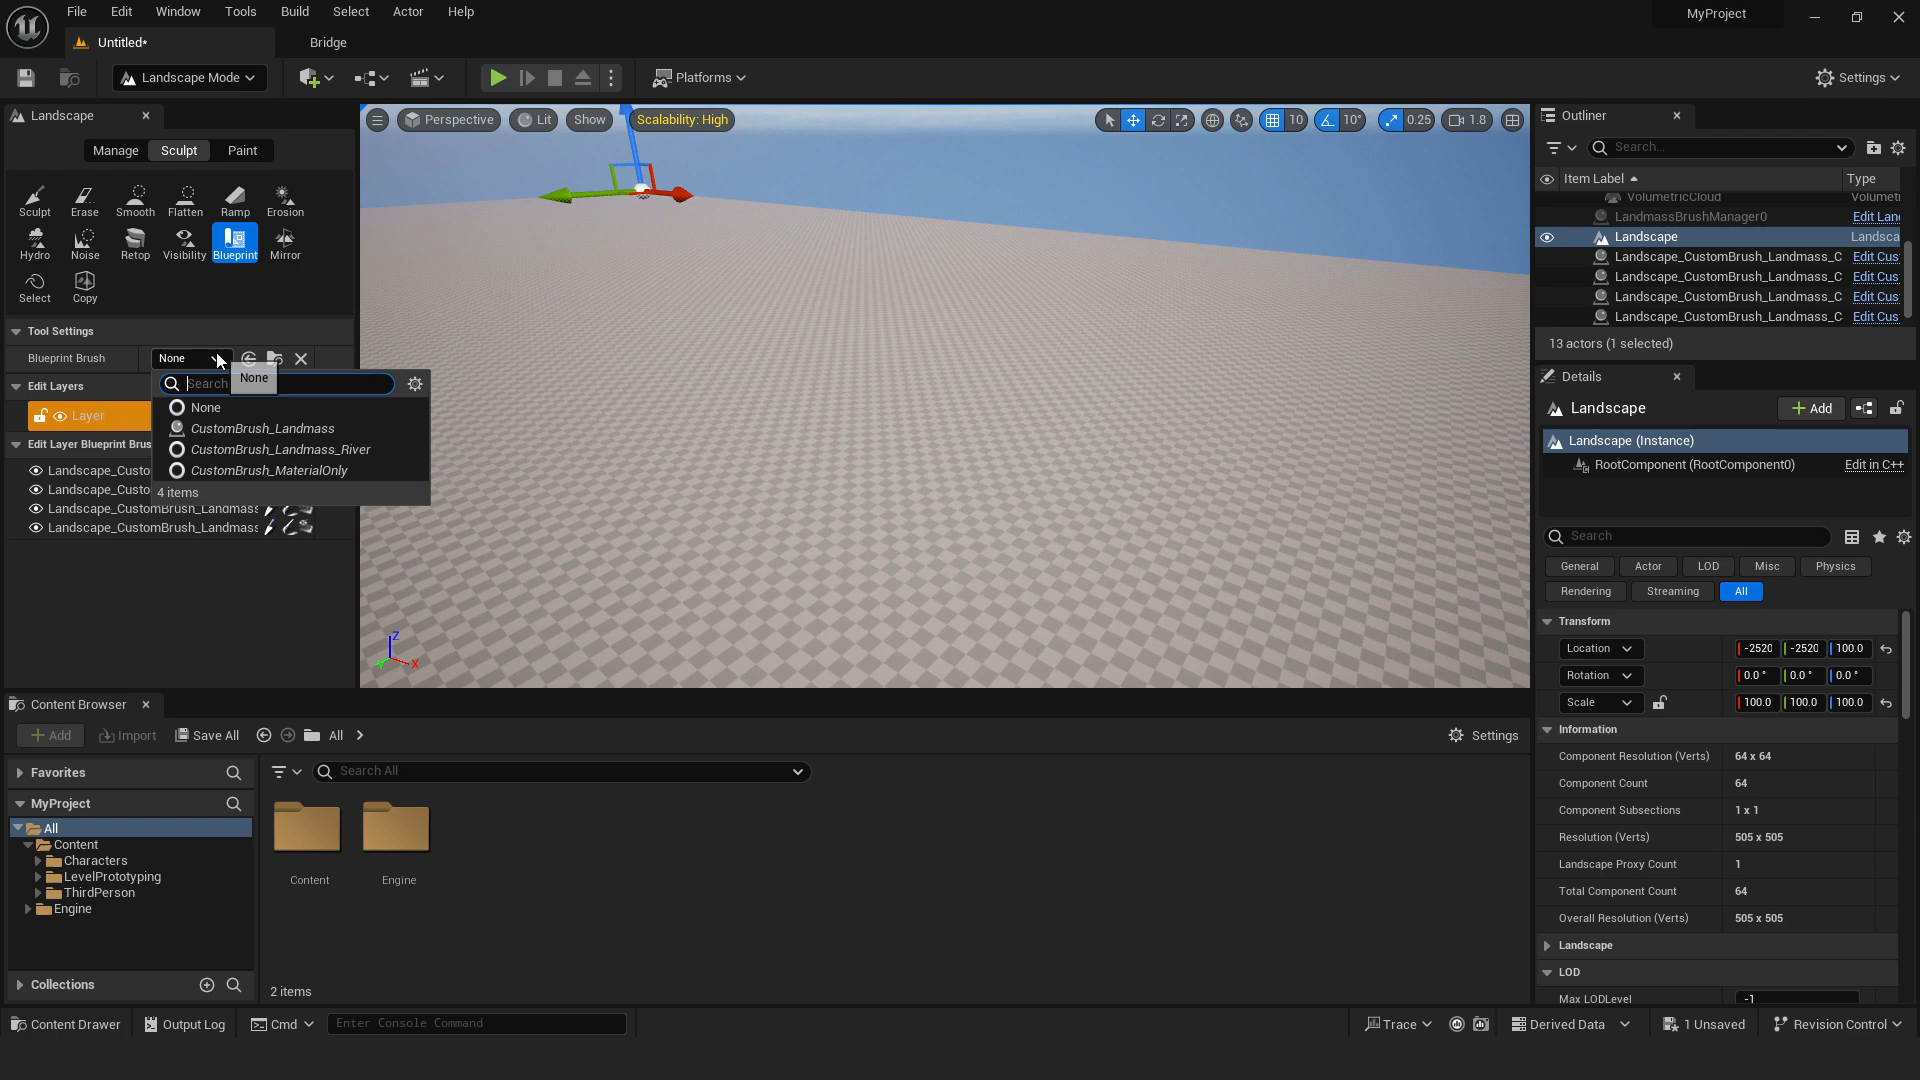 File Edit Window Tools Build Select Actor Help
MyProject
Untitled*
Bridge
Landscape Mode
Platforms
Settings
Landscape
Manage Sculpt Paint
Sculpt Erase Smooth Flatten Ramp Erosion
Hydro Noise Retop Visibility Blueprint Mirror
Select Copy
Tool Settings
Blueprint Brush None
None
Search
None
CustomBrush_Landmass
CustomBrush_Landmass_River
CustomBrush_MaterialOnly
4 items
Edit Layers
Layer
Edit Layer Blueprint Brus
Landscape_Custo
Landscape_Custo
Landscape_CustomBrush_Landmass
Landscape_CustomBrush_Landmass
Perspective Lit Show Scalability: High
10 10° 0.25 1.8
Z
X
Outliner
Search...
Item Label Type
VolumetricCloud Volumeti
LandmassBrushManager0 Edit Lan
Landscape Landsca
Landscape_CustomBrush_Landmass_C Edit Cus
Landscape_CustomBrush_Landmass_C Edit Cus
Landscape_CustomBrush_Landmass_C Edit Cus
Landscape_CustomBrush_Landmass_C Edit Cus
13 actors (1 selected)
Details
Landscape
Add
Landscape (Instance)
RootComponent (RootComponent0) Edit in C++
Search
General Actor LOD Misc Physics
Rendering Streaming All
Transform
Location -2520 -2520 100.0
Rotation 0.0 ° 0.0 ° 0.0 °
Scale 100.0 100.0 100.0
Information
Component Resolution (Verts) 64 x 64
Component Count 64
Component Subsections 1 x 1
Resolution (Verts) 505 x 505
Landscape Proxy Count 1
Total Component Count 64
Overall Resolution (Verts) 505 x 505
Landscape
LOD
Max LODLevel -1
Content Browser
Add Import Save All All
Settings
Favorites
MyProject
All
Content
Characters
LevelPrototyping
ThirdPerson
Engine
Collections
Search All
Content Engine
2 items
Content Drawer Output Log Cmd Enter Console Command
Trace Derived Data 1 Unsaved Revision Control